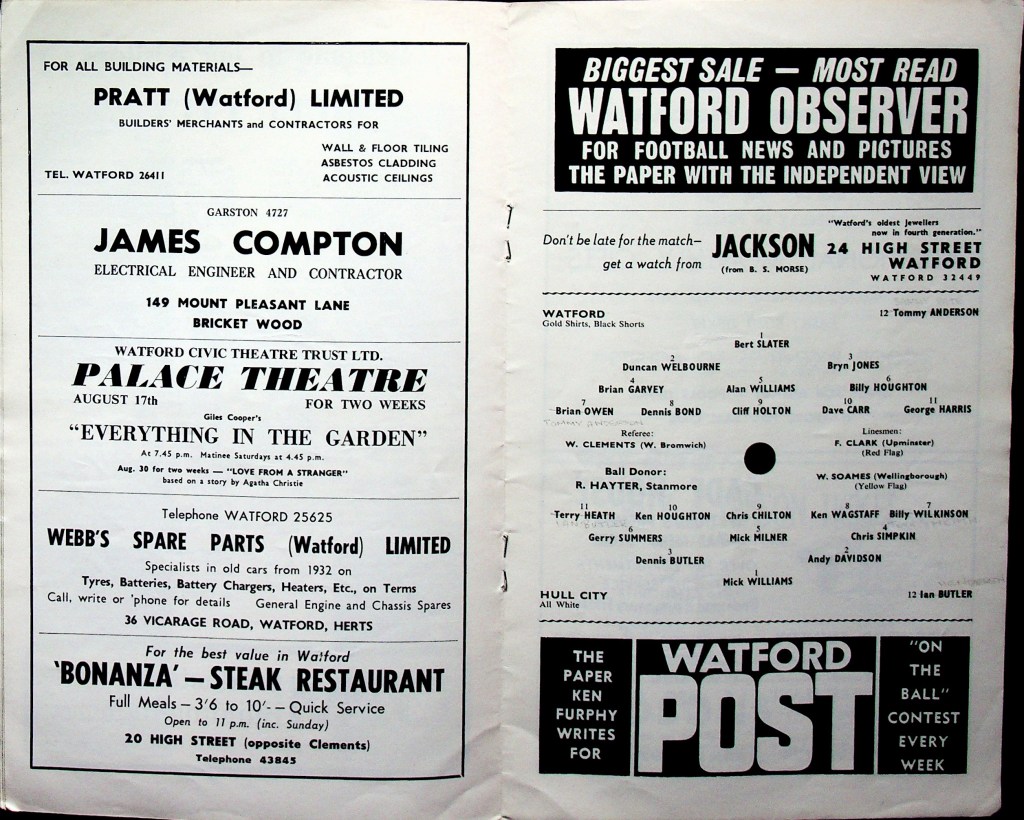 FOR ALL BUILDING MATERIALS—
PRATT (Watford) LIMITED
BUILDERS' MERCHANTS and CONTRACTORS FOR
WALL & FLOOR TILING
ASBESTOS CLADDING
TEL. WATFORD 26411 ACOUSTIC CEILINGS
GARSTON 4727
JAMES COMPTON
ELECTRICAL ENGINEER AND CONTRACTOR
149 MOUNT PLEASANT LANE
BRICKET WOOD
WATFORD CIVIC THEATRE TRUST LTD.
PALACE THEATRE
AUGUST 17th FOR TWO WEEKS
Giles Cooper's
"EVERYTHING IN THE GARDEN"
At 7.45 p.m. Matinee Saturdays at 4.45 p.m.
Aug. 30 for two weeks — "LOVE FROM A STRANGER"
based on a story by Agatha Christie
Telephone WATFORD 25625
WEBB'S SPARE PARTS (Watford) LIMITED
Specialists in old cars from 1932 on
Tyres, Batteries, Battery Chargers, Heaters, Etc., on Terms
Call, write or 'phone for details General Engine and Chassis Spares
36 VICARAGE ROAD, WATFORD, HERTS
For the best value in Watford
'BONANZA' — STEAK RESTAURANT
Full Meals — 3'6 to 10'- — Quick Service
Open to 11 p.m. (inc. Sunday)
20 HIGH STREET (opposite Clements)
Telephone 43845
BIGGEST SALE — MOST READ
WATFORD OBSERVER
FOR FOOTBALL NEWS AND PICTURES
THE PAPER WITH THE INDEPENDENT VIEW
Don't be late for the match—
get a watch from
JACKSON
(from B. S. MORSE)
"Watford's oldest Jewellers
now in fourth generation."
24 HIGH STREET
WATFORD
WATFORD 32449
WATFORD 12 Tommy ANDERSON
Gold Shirts, Black Shorts
1
Bert SLATER
2 3
Duncan WELBOURNE Bryn JONES
4 5 6
Brian GARVEY Alan WILLIAMS Billy HOUGHTON
7 8 9 10 11
Brian OWEN Dennis BOND Cliff HOLTON Dave CARR George HARRIS
TOMMY ANDERSON
Referee:
W. CLEMENTS (W. Bromwich)
Linesmen:
F. CLARK (Upminster)
(Red Flag)
Ball Donor:
R. HAYTER, Stanmore
W. SOAMES (Wellingborough)
(Yellow Flag)
11 10 9 8 7
Terry HEATH Ken HOUGHTON Chris CHILTON Ken WAGSTAFF Billy WILKINSON
IAN BUTLER
6 5 4
Gerry SUMMERS Mick MILNER Chris SIMPKIN
3 2
Dennis BUTLER Andy DAVIDSON
1
Mick WILLIAMS
HULL CITY 12 Ian BUTLER
All White
THE
PAPER
KEN
FURPHY
WRITES
FOR
WATFORD
POST
"ON
THE
BALL"
CONTEST
EVERY
WEEK